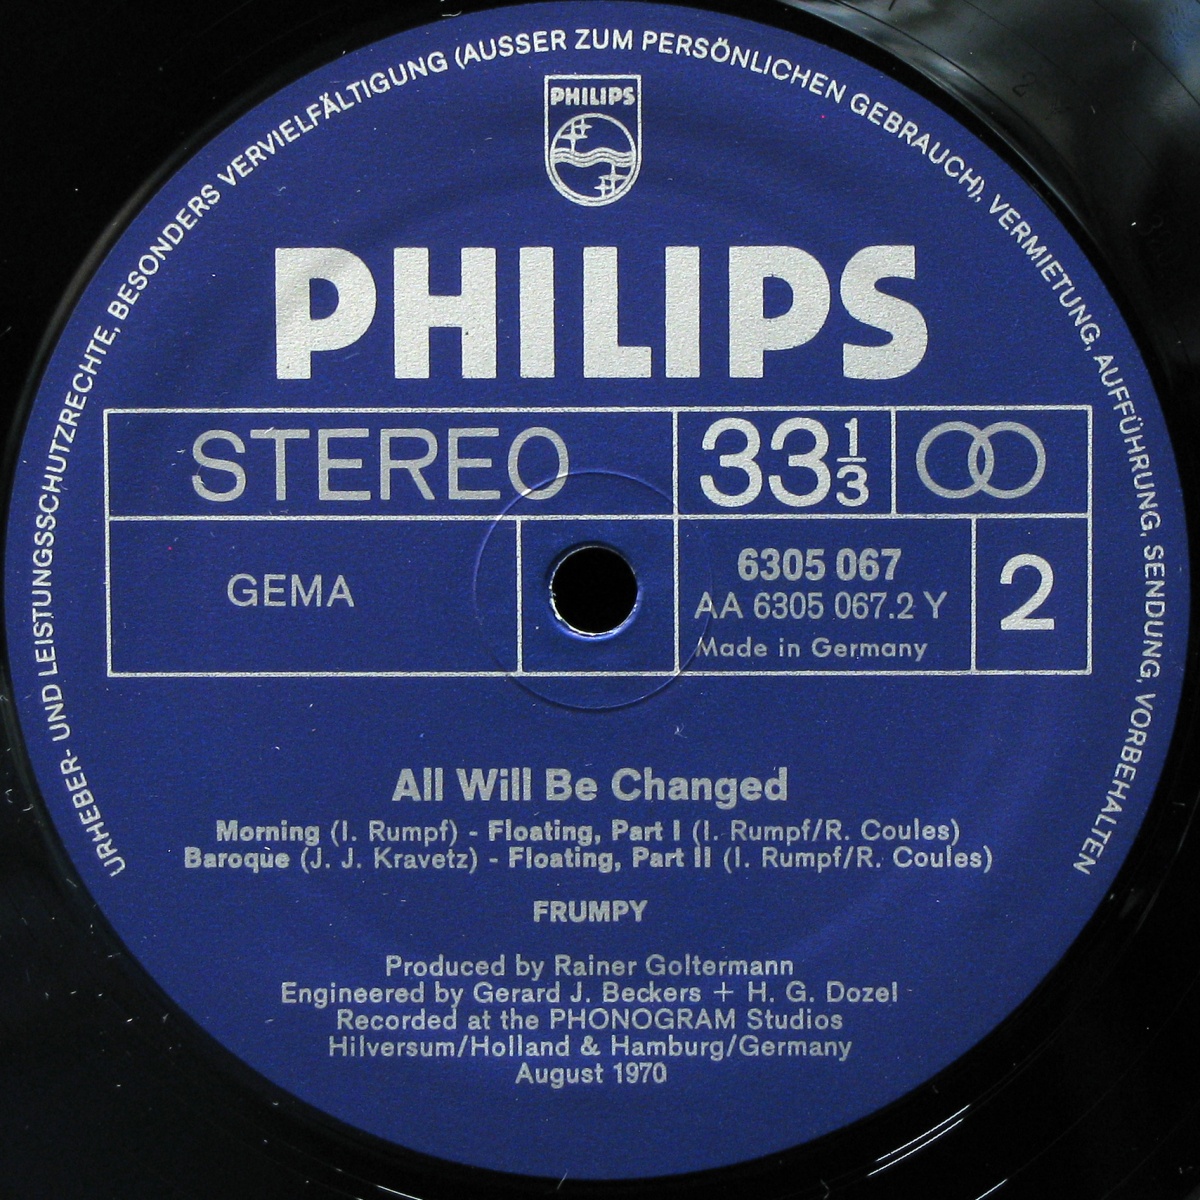 URHEBER- UND LEISTUNGSSCHUTZRECHTE, BESONDERS VERVIELFÄLTIGUNG (AUSSER ZUM PERSÖNLICHEN GEBRAUCH), VERMIETUNG, AUFFÜHRUNG, SENDUNG, VORBEHALTEN
PHILIPS
PHILIPS
STEREO 33 1/3
GEMA
6305 067
AA 6305 067.2 Y
Made in Germany
2
All Will Be Changed
Morning (I. Rumpf) - Floating, Part I (I. Rumpf/R. Coules)
Baroque (J. J. Kravetz) - Floating, Part II (I. Rumpf/R. Coules)
FRUMPY
Produced by Rainer Goltermann
Engineered by Gerard J. Beckers + H. G. Dozel
Recorded at the PHONOGRAM Studios
Hilversum/Holland & Hamburg/Germany
August 1970